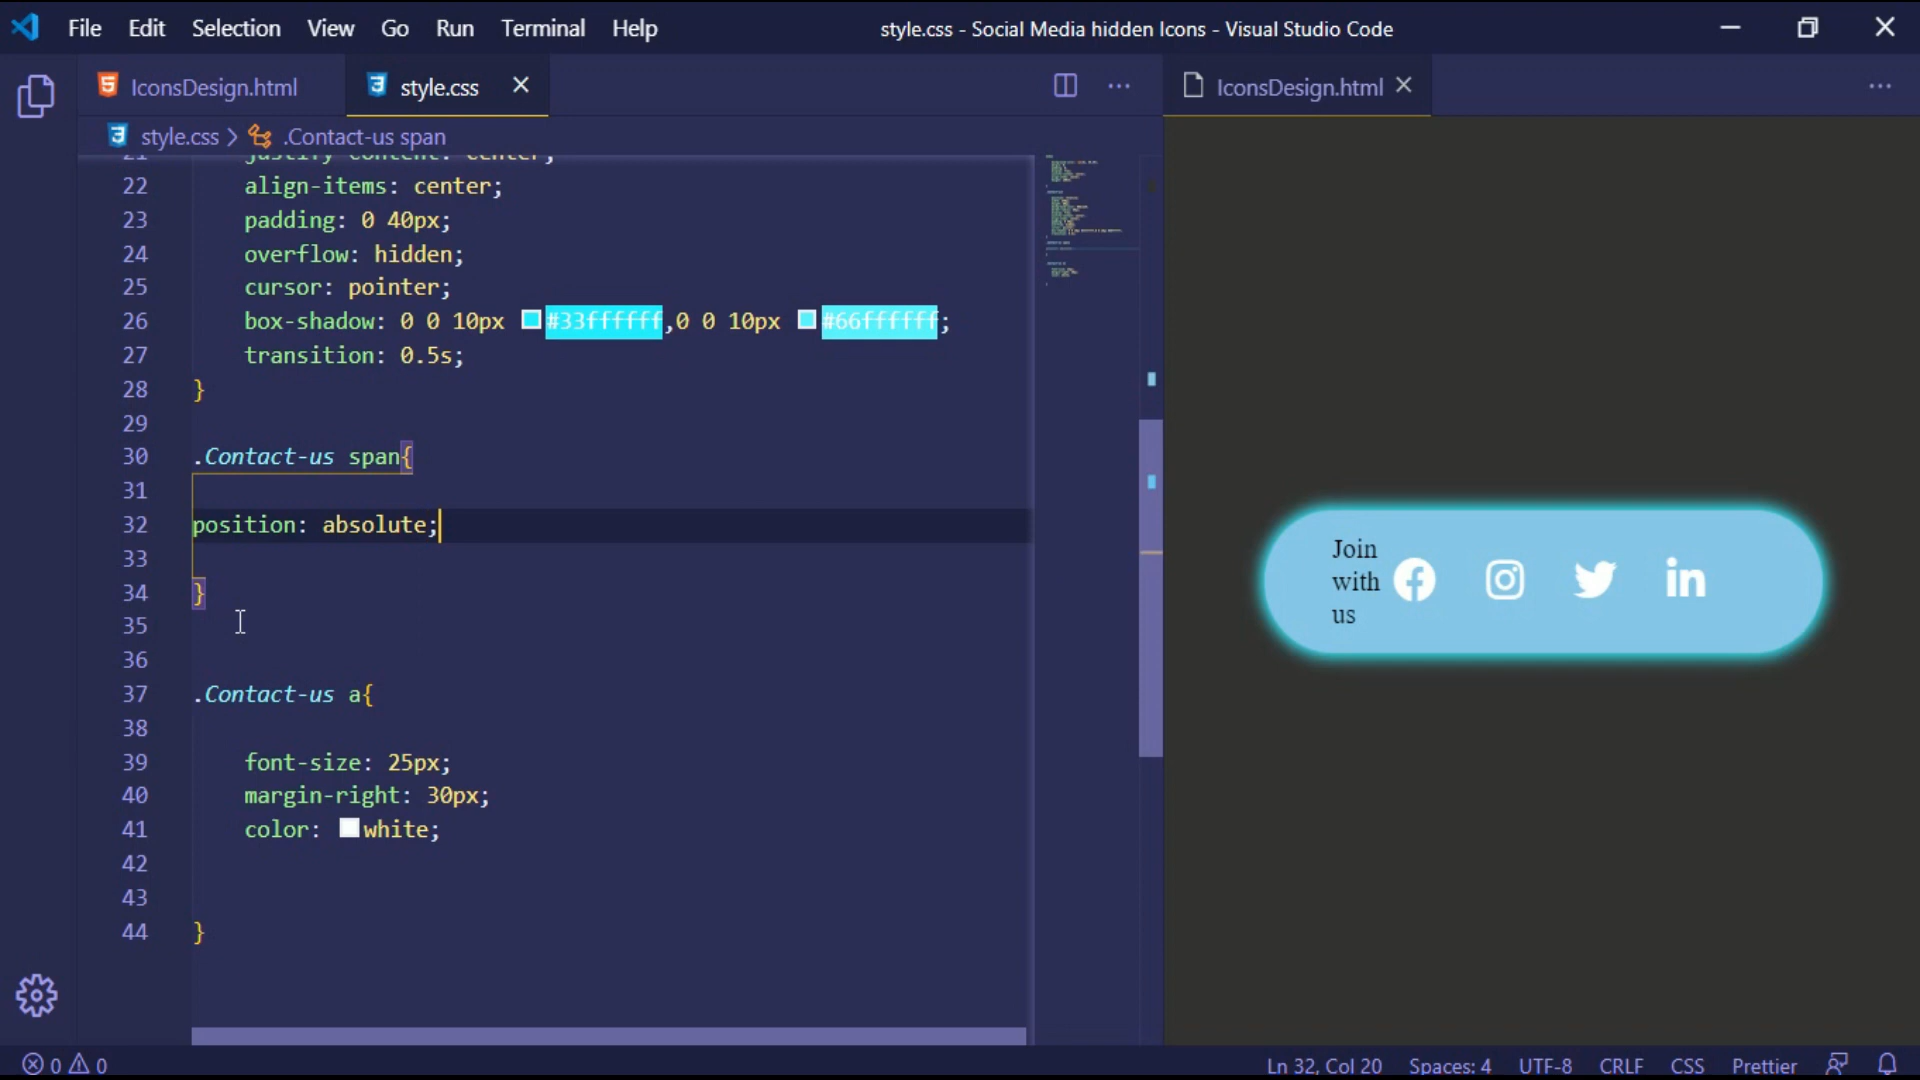 File Edit Selection View Go Run Terminal Help
style.css - Social Media hidden Icons - Visual Studio Code
IconsDesign.html
style.css
IconsDesign.html
style.css > .Contact-us span
22 align-items: center;
23 padding: 0 40px;
24 overflow: hidden;
25 cursor: pointer;
26 box-shadow: 0 0 10px #33ffffff,0 0 10px #66ffffff;
27 transition: 0.5s;
28 }
29
30 .Contact-us span{
31
32 position: absolute;
33
34 }
35
36
37 .Contact-us a{
38
39 font-size: 25px;
40 margin-right: 30px;
41 color: white;
42
43
44 }
Join
with
us
in
0 0
Ln 32, Col 20 Spaces: 4 UTF-8 CRLF CSS Prettier